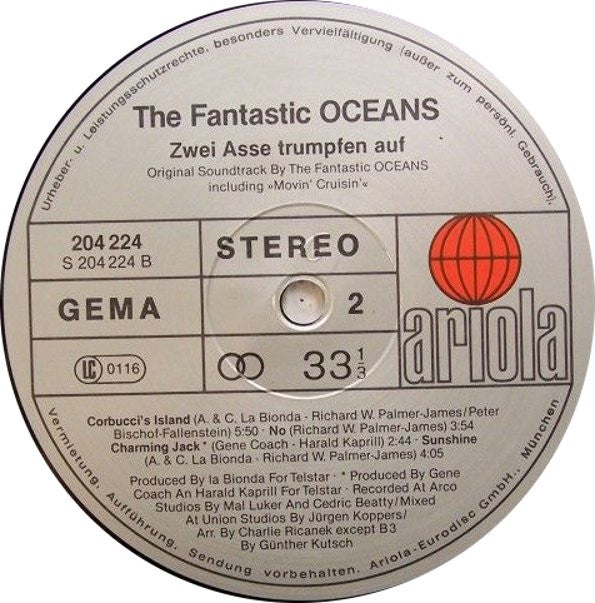 Urheber- u. Leistungsschutzrechte, besonders Vervielfältigung (außer zum persönl. Gebrauch),
The Fantastic OCEANS
Zwei Asse trumpfen auf
Original Soundtrack By The Fantastic OCEANS
including »Movin' Cruisin'«
204 224
S 204 224 B
STEREO
GEMA
2
LC 0116
33 1/3
ariola
Corbucci's Island (A. & C. La Bionda - Richard W. Palmer-James/Peter
Bischof-Fallenstein) 5:50 · No (Richard W. Palmer-James) 3:54
Charming Jack * (Gene Coach - Harald Kaprill) 2:44 · Sunshine
(A. & C. La Bionda - Richard W. Palmer-James) 4:05
Produced By la Bionda For Telstar · * Produced By Gene
Coach An Harald Kaprill For Telstar · Recorded At Arco
Studios By Mal Luker And Cedric Beatty/Mixed
At Union Studios By Jürgen Koppers/
Arr. By Charlie Ricanek except B 3
By Günther Kutsch
Vermietung, Aufführung, Sendung vorbehalten. Ariola-Eurodisc GmbH., München